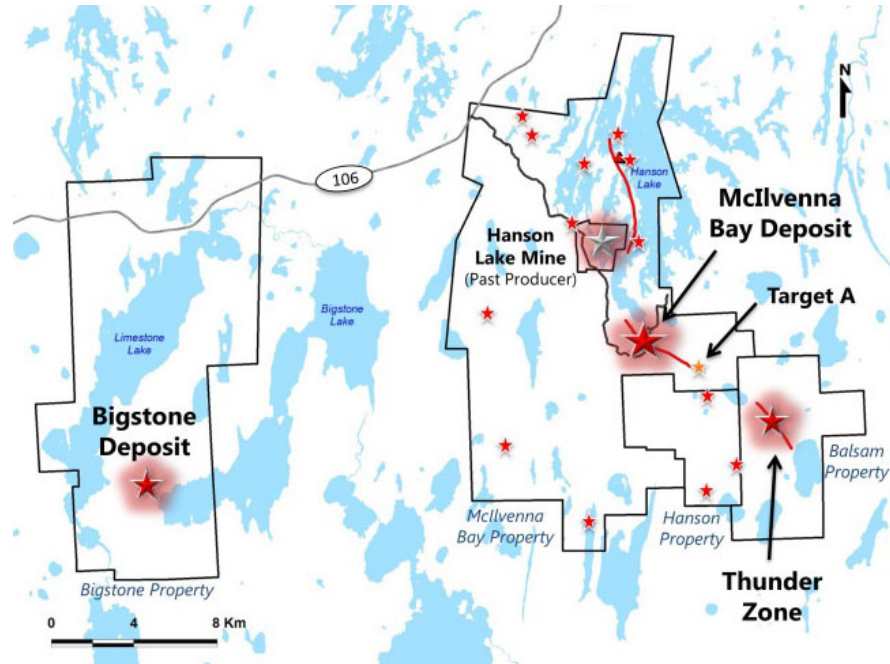 N
106
Hanson
Lake
McIlvenna
Bay Deposit
Hanson
Lake Mine
(Past Producer)
Target A
Bigstone
Lake
Limestone
Lake
Bigstone
Deposit
Balsam
Property
McIlvenna
Bay Property
Hanson
Property
Bigstone Property
Thunder
Zone
0 4 8 Km